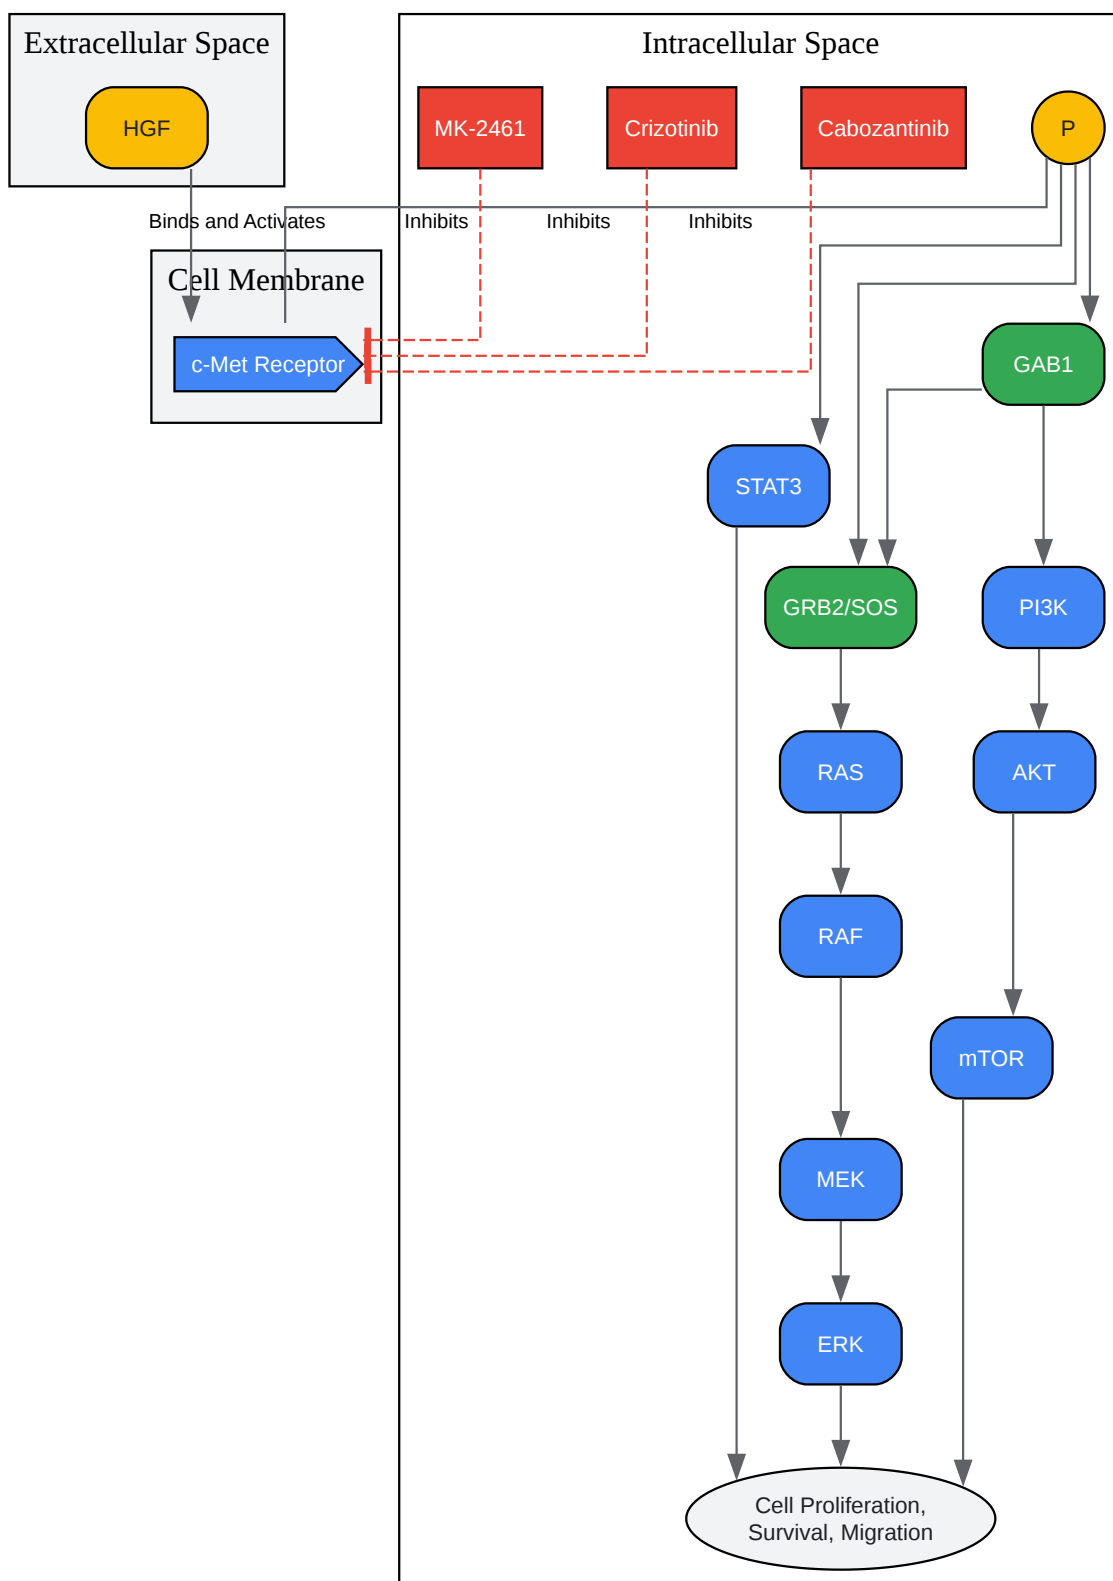 Extracellular Space
Intracellular Space
HGF
MK-2461
Crizotinib
Cabozantinib
P
Binds and Activates
Inhibits
Inhibits
Inhibits
Cell Membrane
c-Met Receptor
GAB1
STAT3
GRB2/SOS
PI3K
RAS
AKT
RAF
mTOR
MEK
ERK
Cell Proliferation,
Survival, Migration